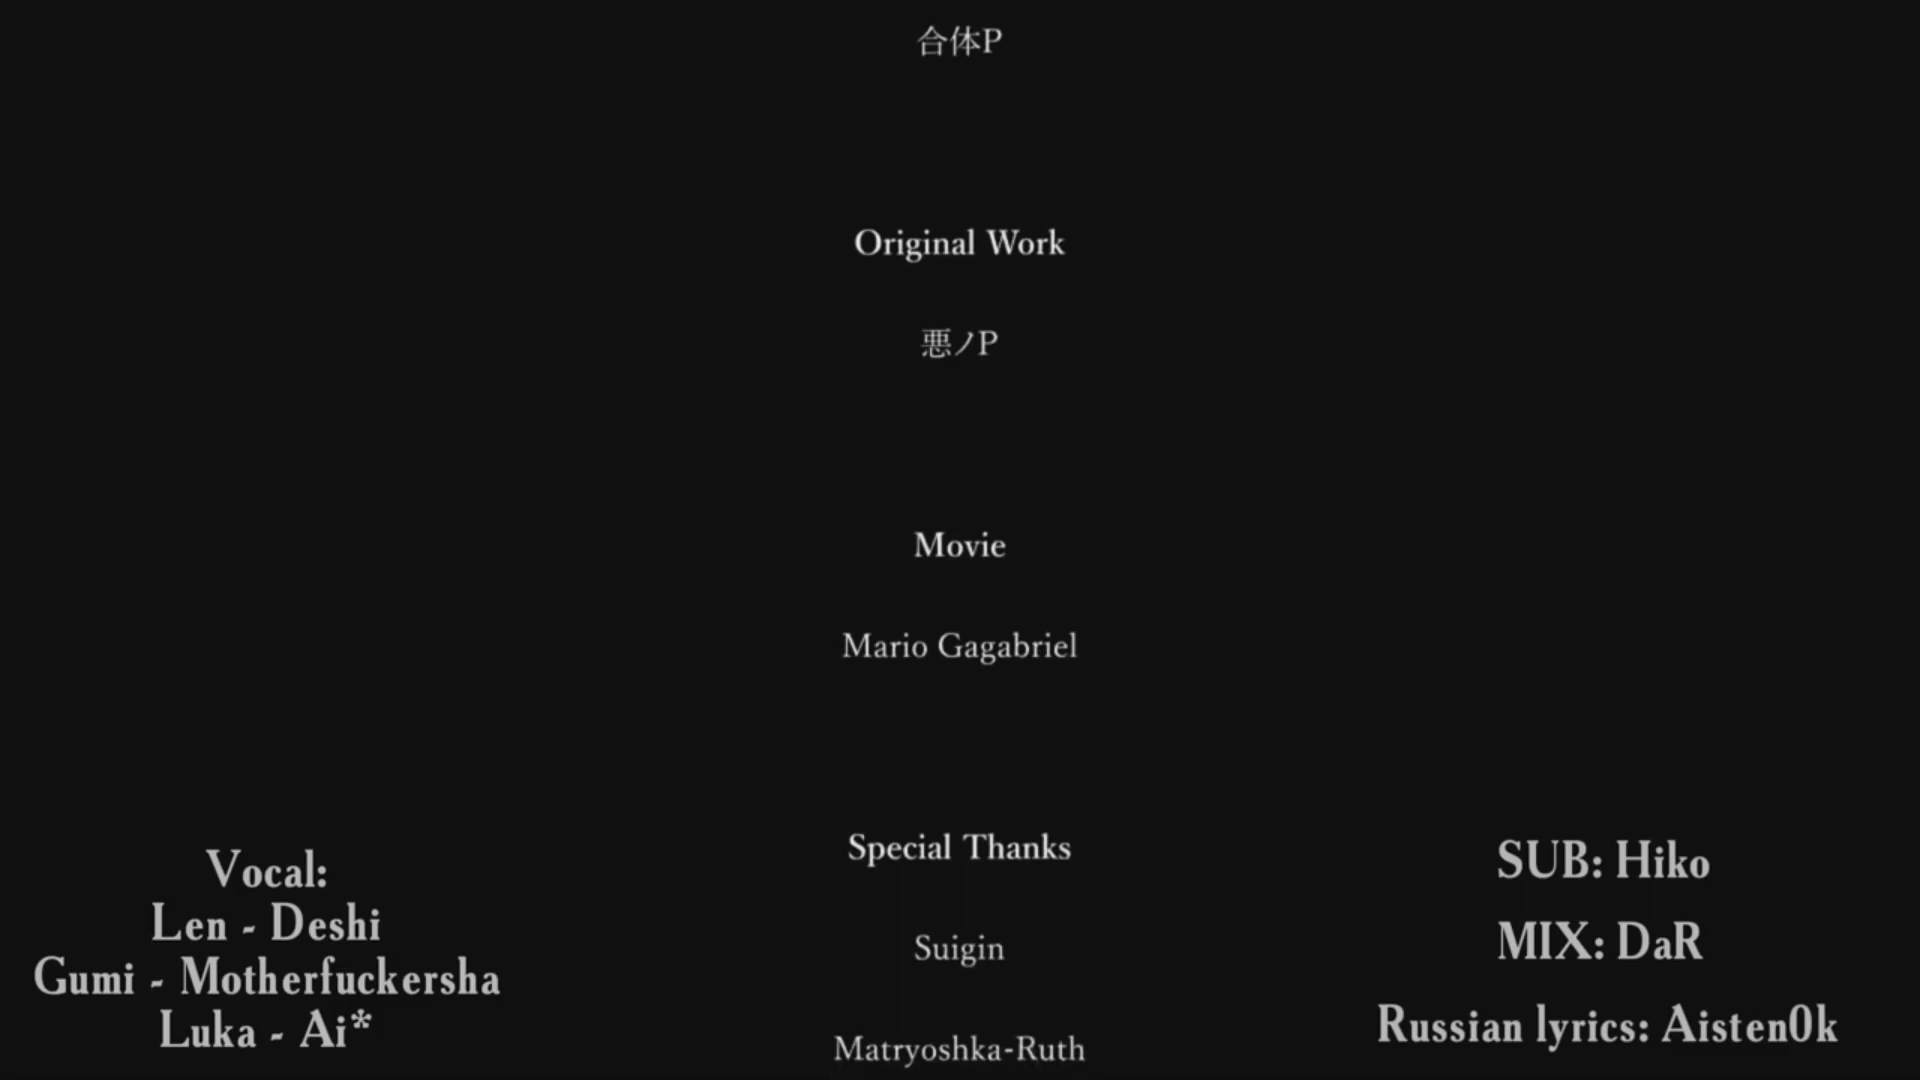 合体P
Original Work
悪ノP
Movie
Mario Gagabriel
Special Thanks
Suigin
Matryoshka-Ruth
Vocal:
Len - Deshi
Gumi - Motherfuckersha
Luka - Ai*
SUB: Hiko
MIX: DaR
Russian lyrics: Aisten0k